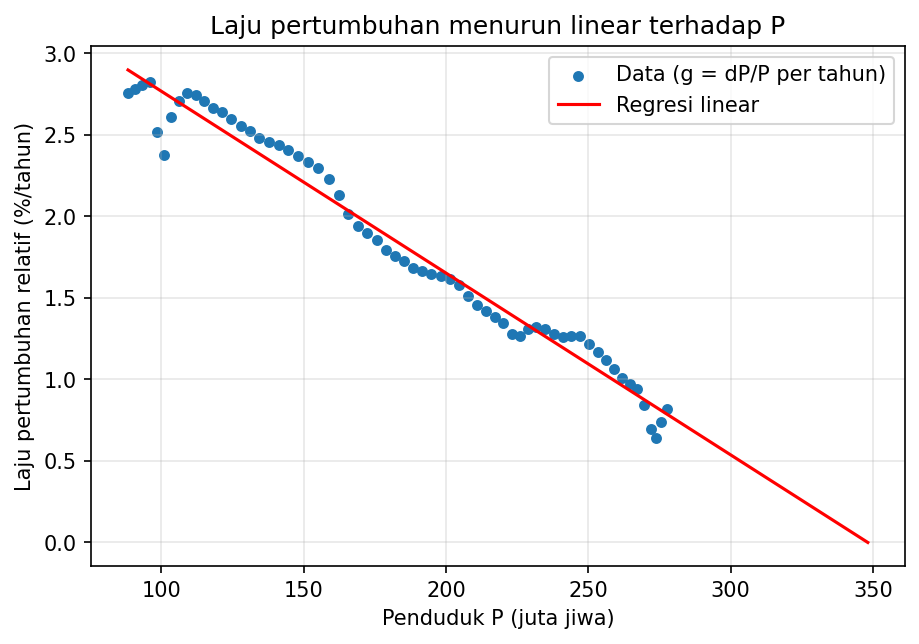 Laju pertumbuhan menurun linear terhadap P
Data (g = dP/P per tahun)
Regresi linear
Laju pertumbuhan relatif (%/tahun)
3.0
2.5
2.0
1.5
1.0
0.5
0.0
100
150
200
250
300
350
Penduduk P (juta jiwa)